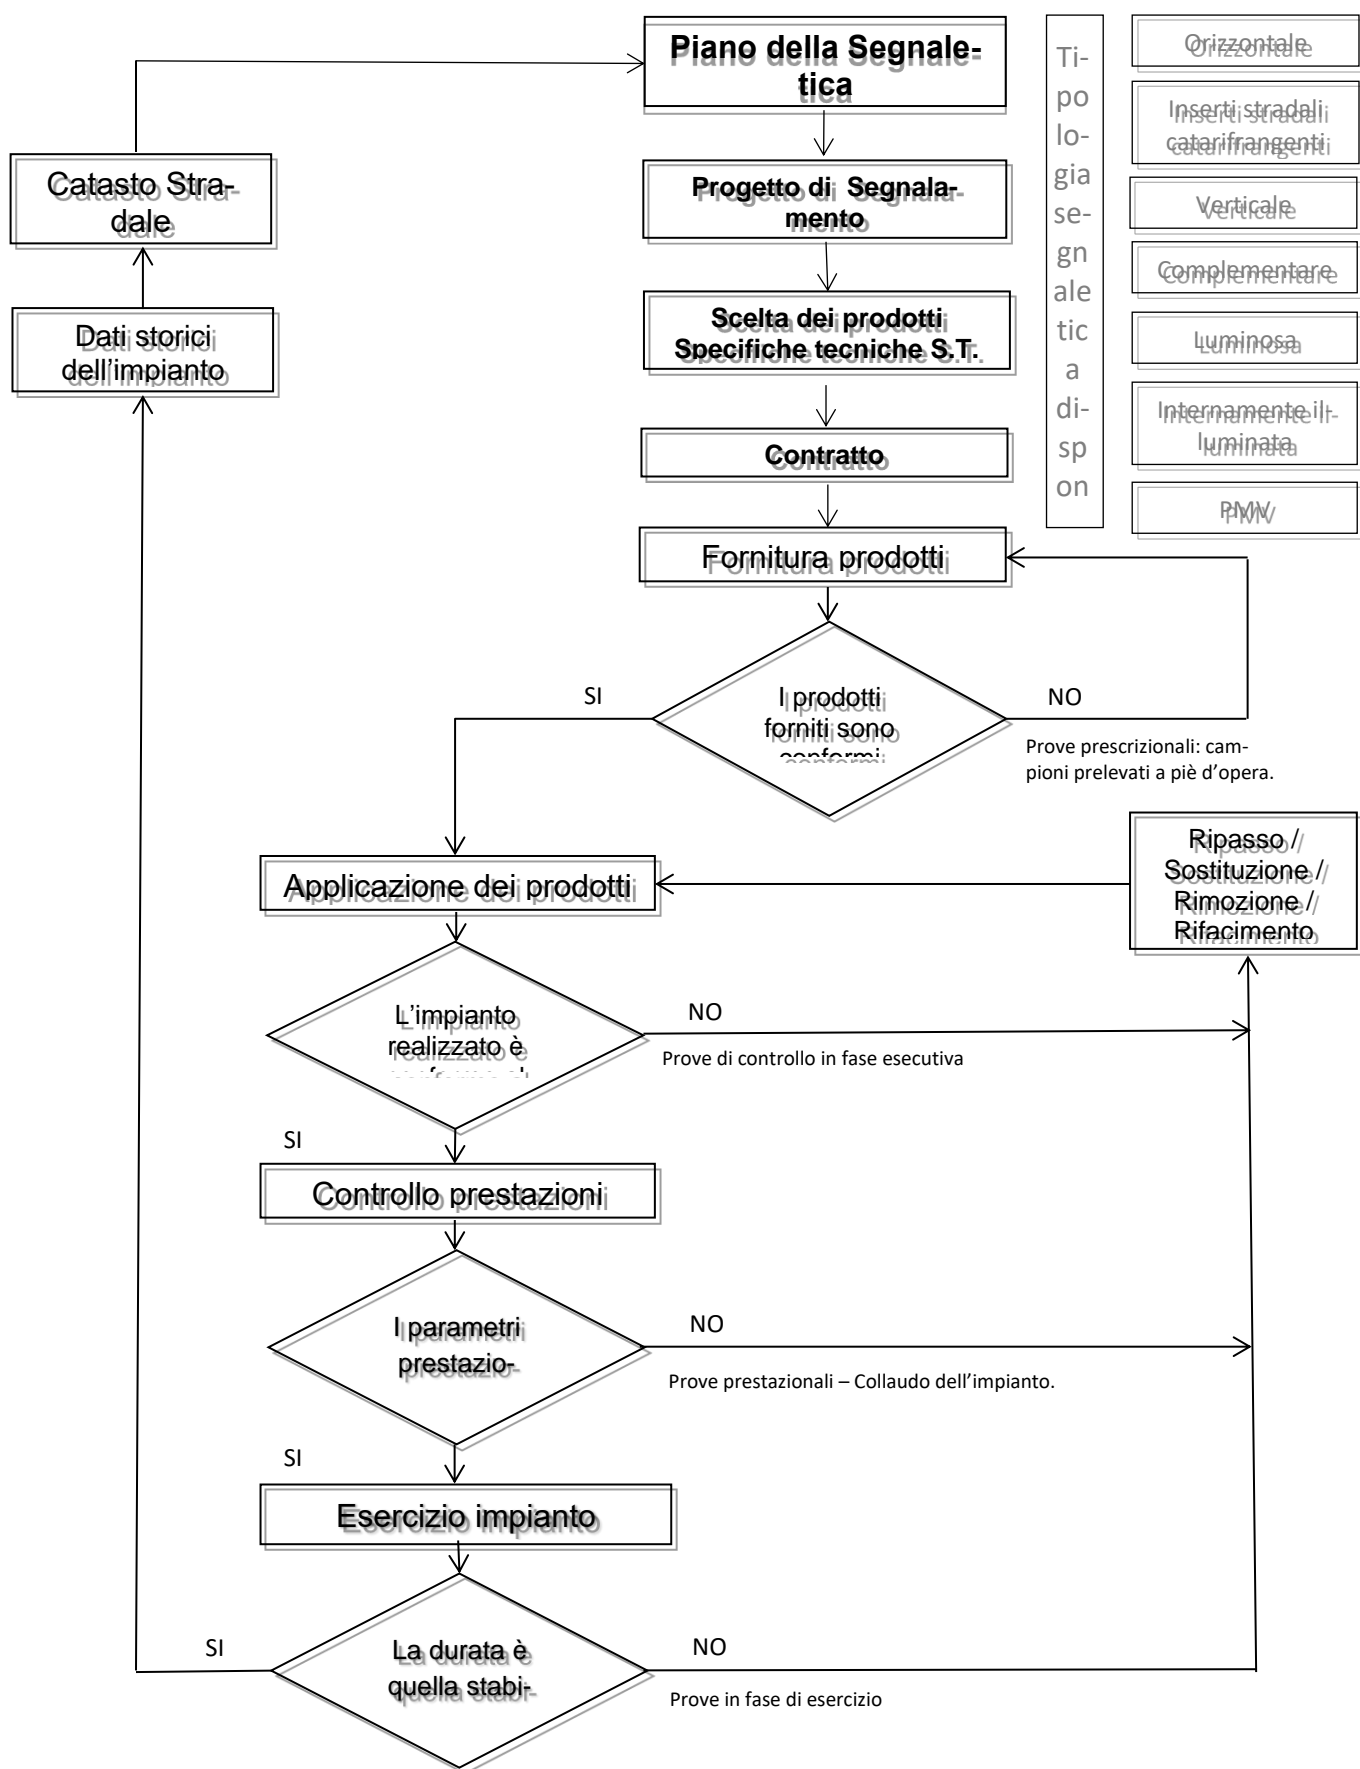 Piano della Segnale-
tica
Progetto di Segnala-
mento
Scelta dei prodotti
Specifiche tecniche S.T.
Contratto
Fornitura prodotti
Ti-
po
lo-
gia
se-
gn
ale
tic
a
di-
sp
on
Orizzontale
Inserti stradali
catarifrangenti
Verticale
Complementare
Luminosa
Internamente il-
luminata
PMV
Catasto Stra-
dale
Dati storici
dell'impianto
SI
I prodotti
forniti sono
conformi
NO
Prove prescrizionali: cam-
pioni prelevati a piè d'opera.
Ripasso /
Sostituzione /
Rimozione /
Rifacimento
Applicazione dei prodotti
L'impianto
realizzato è
conforme al
NO
Prove di controllo in fase esecutiva
SI
Controllo prestazioni
I parametri
prestazio-
NO
Prove prestazionali – Collaudo dell'impianto.
SI
Esercizio impianto
SI
La durata è
quella stabi-
NO
Prove in fase di esercizio